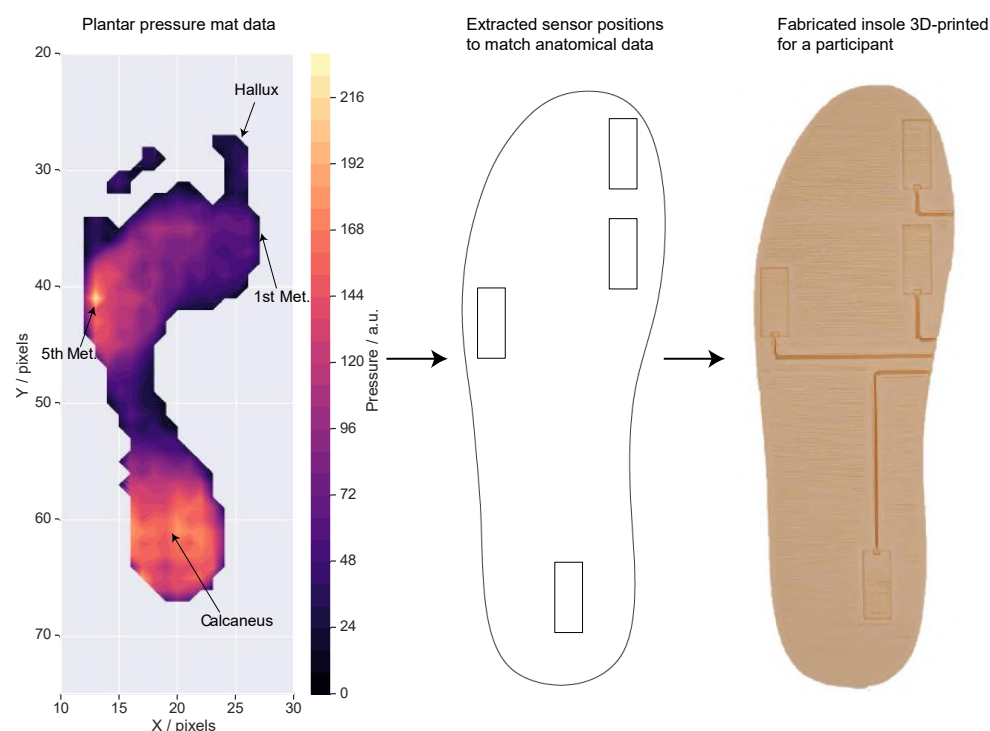 Plantar pressure mat data
Extracted sensor positions
to match anatomical data
Fabricated insole 3D-printed
for a participant
20
30
40
50
60
70
Y / pixels
10
15
20
25
30
X / pixels
Hallux
1st Met.
5th Met.
Calcaneus
216
192
168
144
120
96
72
48
24
0
Pressure / a.u.